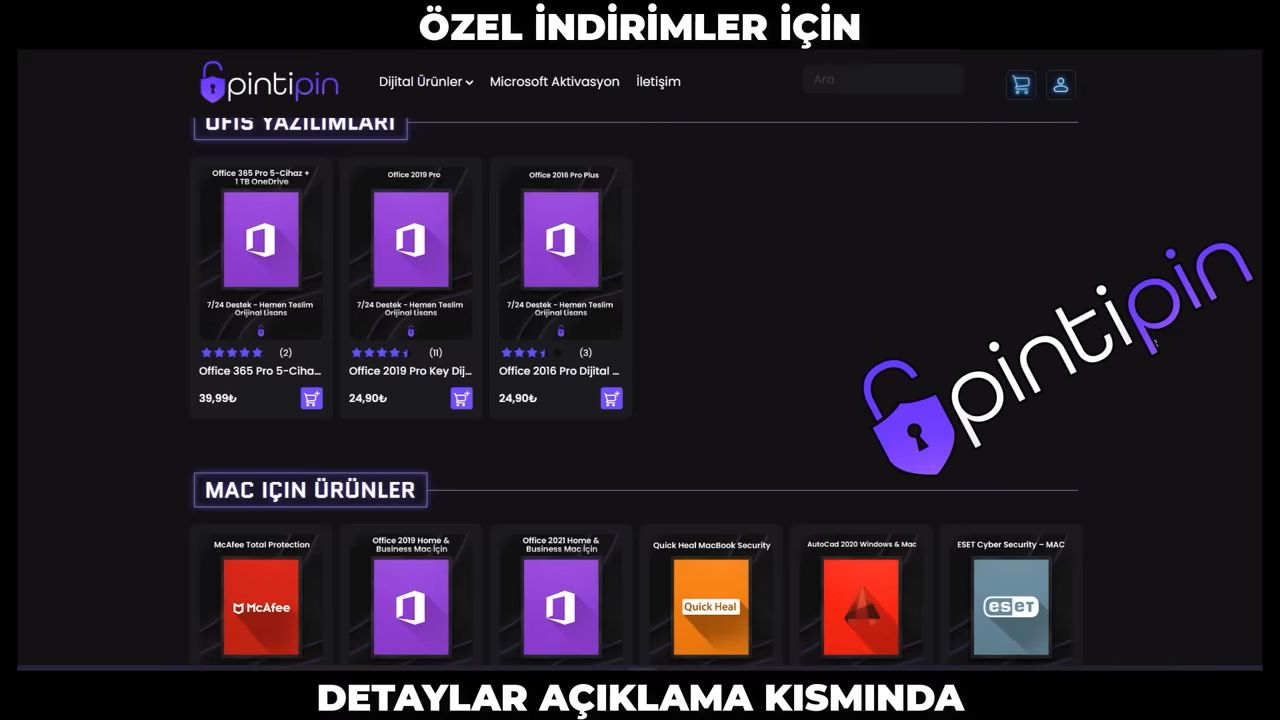 ÖZEL İNDİRİMLER İÇİN
pintipin
Dijital Ürünler
Microsoft Aktivasyon
İletişim
Ara
OFIS YAZILIMLARI
Office 365 Pro 5-Cihaz +
1 TB OneDrive
7/24 Destek - Hemen Teslim
Orijinal Lisans
(2)
Office 365 Pro 5-Ciha...
39,99₺
Office 2019 Pro
7/24 Destek - Hemen Teslim
Orijinal Lisans
(11)
Office 2019 Pro Key Dij...
24,90₺
Office 2016 Pro Plus
7/24 Destek - Hemen Teslim
Orijinal Lisans
(3)
Office 2016 Pro Dijital ...
24,90₺
pintipin
MAC IÇIN ÜRÜNLER
McAfee Total Protection
McAfee
Office 2019 Home &
Business Mac İçin
Office 2021 Home &
Business Mac İçin
Quick Heal MacBook Security
Quick Heal
AutoCad 2020 Windows & Mac
ESET Cyber Security – MAC
eseT
DETAYLAR AÇIKLAMA KISMINDA